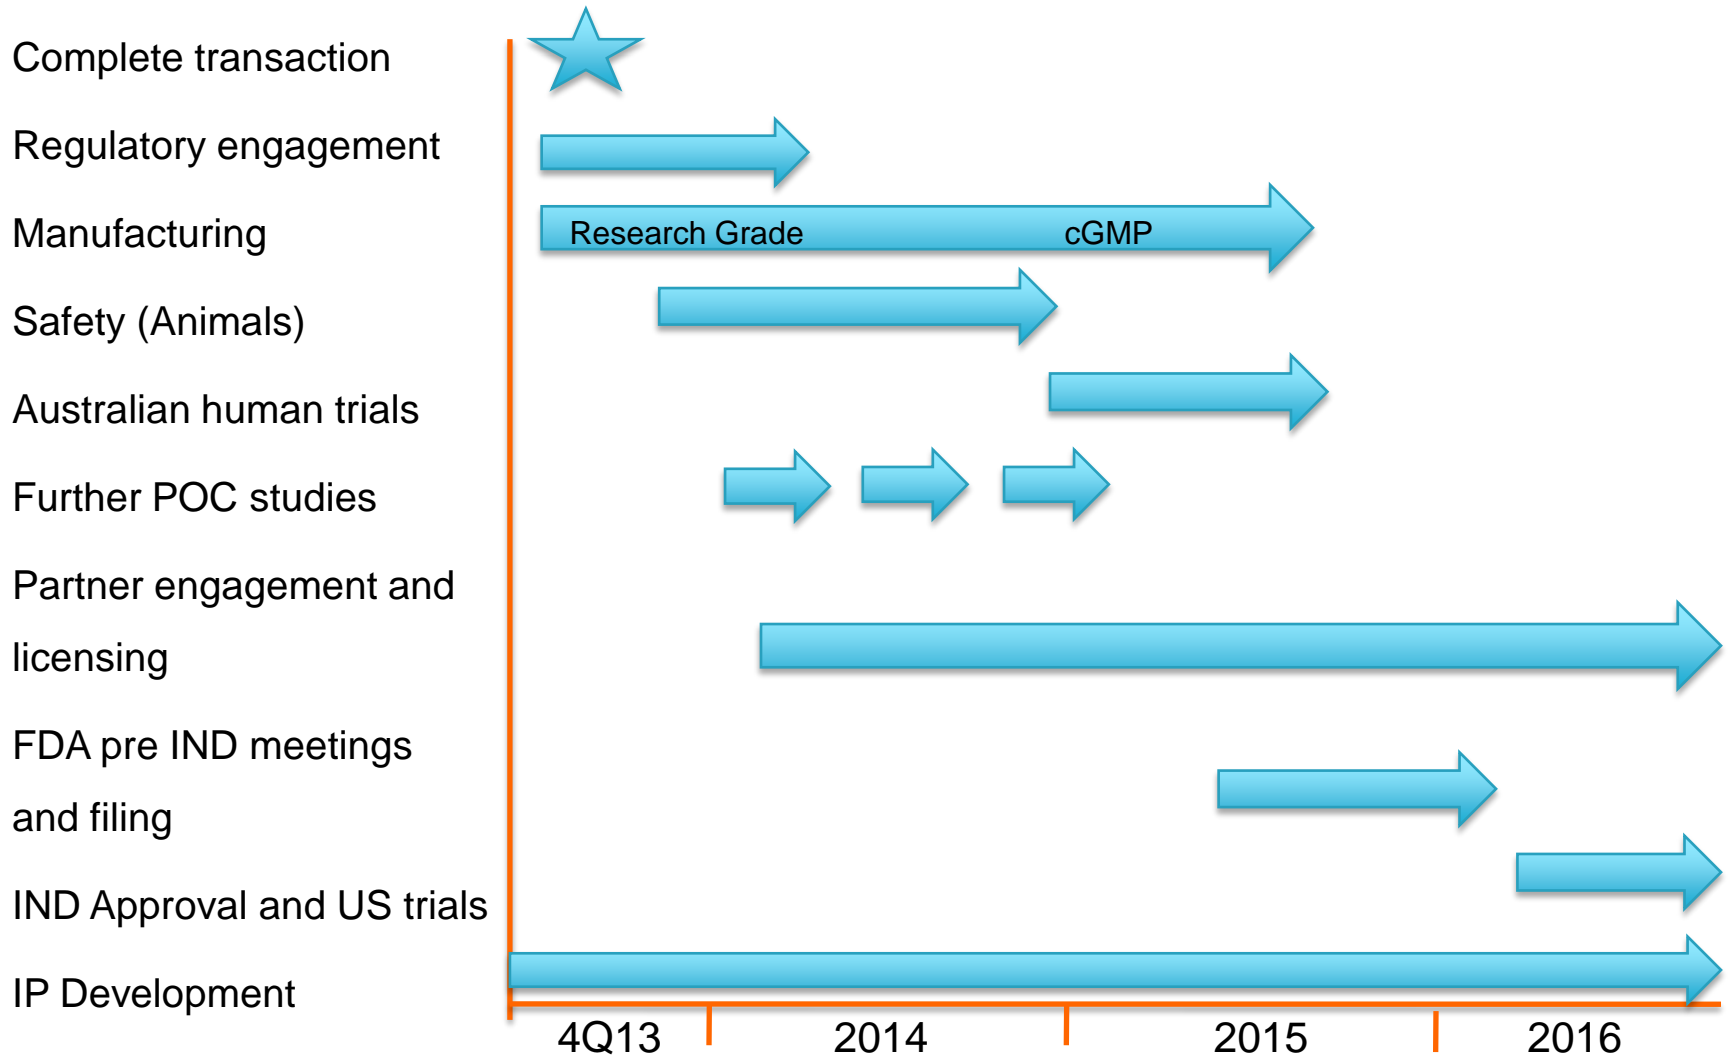 Complete transaction
Regulatory engagement
Manufacturing
Research Grade
cGMP
Safety (Animals)
Australian human trials
Further POC studies
Partner engagement and
licensing
FDA pre IND meetings
and filing
IND Approval and US trials
IP Development
4Q13
2014
2015
2016